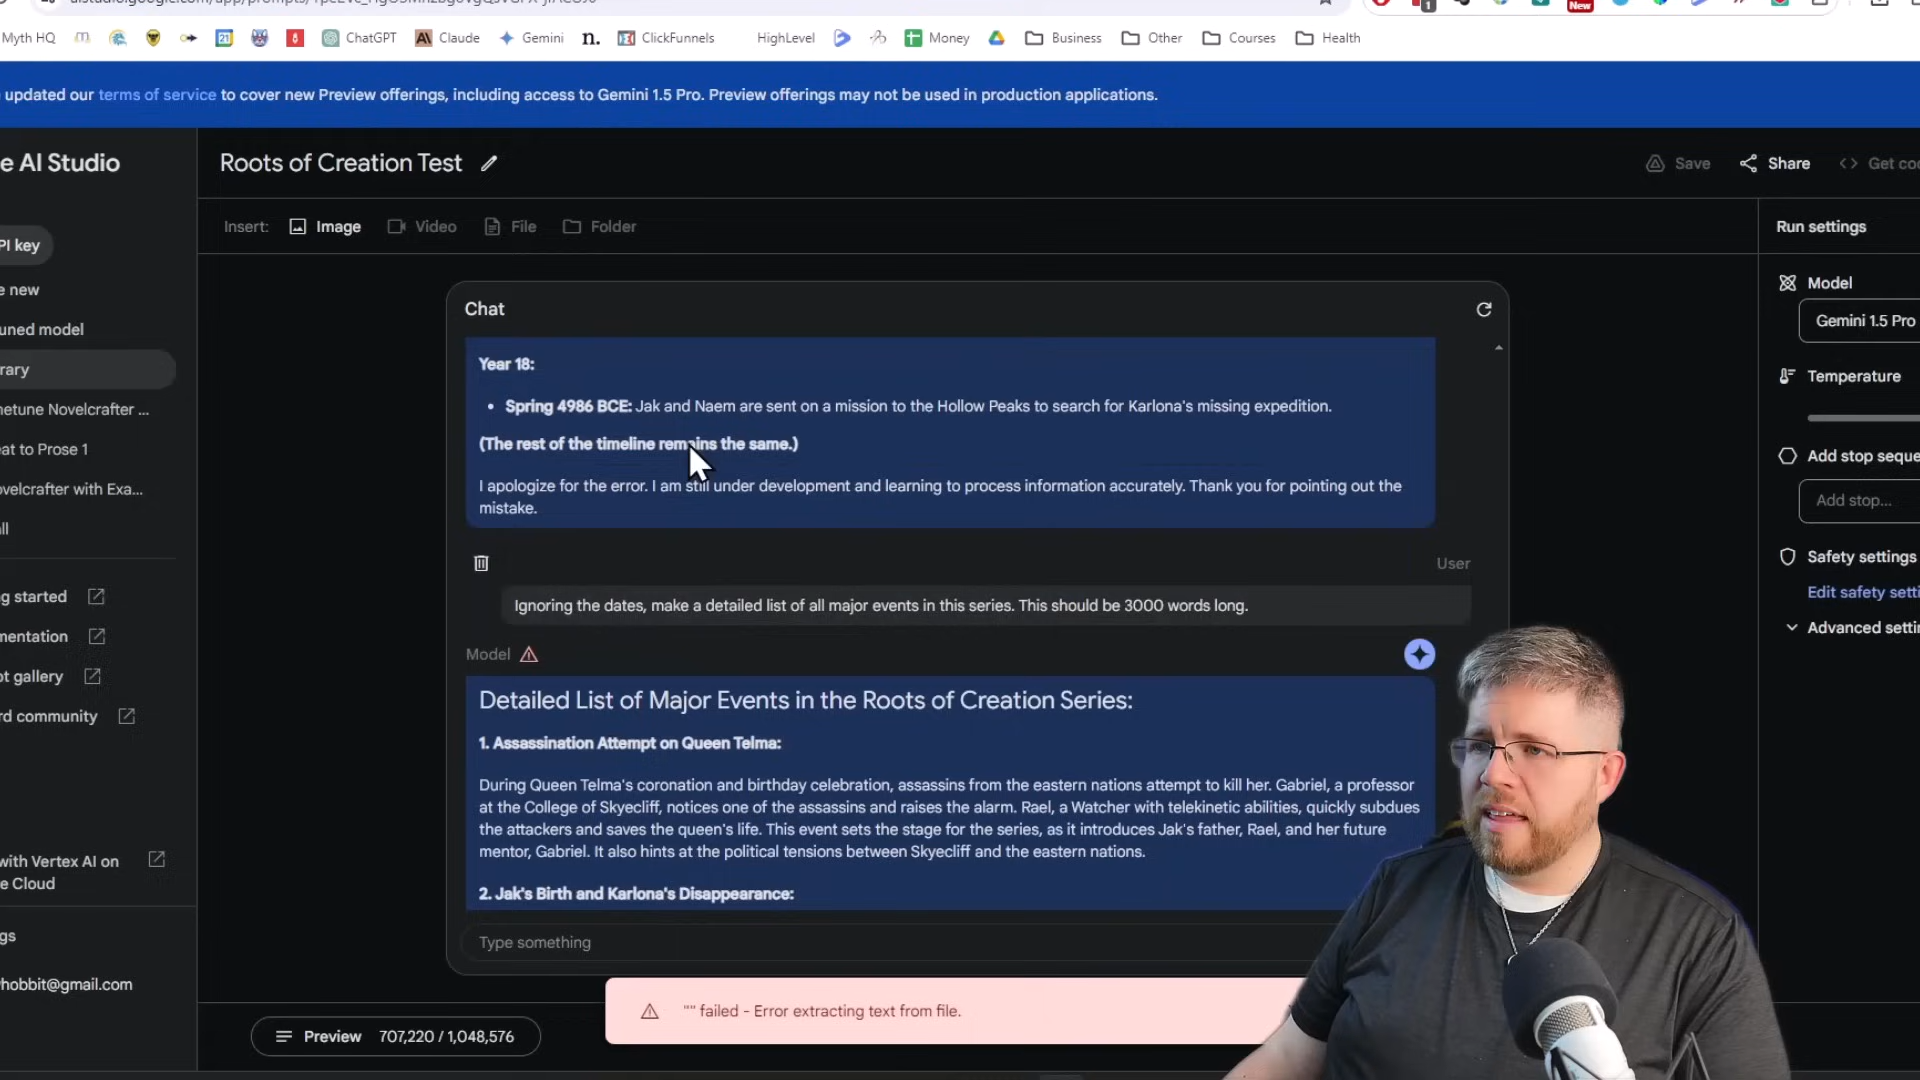 Myth HQ
21
8
ChatGPT
Claude
Gemini
n.
ClickFunnels
HighLevel
Money
Business
Other
Courses
Health
1
New
updated our terms of service to cover new Preview offerings, including access to Gemini 1.5 Pro. Preview offerings may not be used in production applications.
e AI Studio
Roots of Creation Test
Save
Share
Get co
Insert:
Image
Video
File
Folder
Run settings
PI key
e new
uned model
rary
netune Novelcrafter ...
eat to Prose 1
ovelcrafter with Exa...
ll
g started
mentation
pt gallery
rd community
with Vertex AI on
e Cloud
gs
hobbit@gmail.com
Chat
Year 18:
• Spring 4986 BCE: Jak and Naem are sent on a mission to the Hollow Peaks to search for Karlona's missing expedition.
(The rest of the timeline remains the same.)
I apologize for the error. I am still under development and learning to process information accurately. Thank you for pointing out the
mistake.
User
Ignoring the dates, make a detailed list of all major events in this series. This should be 3000 words long.
Model
Detailed List of Major Events in the Roots of Creation Series:
1. Assassination Attempt on Queen Telma:
During Queen Telma's coronation and birthday celebration, assassins from the eastern nations attempt to kill her. Gabriel, a professor
at the College of Skyecliff, notices one of the assassins and raises the alarm. Rael, a Watcher with telekinetic abilities, quickly subdues
the attackers and saves the queen's life. This event sets the stage for the series, as it introduces Jak's father, Rael, and her future
mentor, Gabriel. It also hints at the political tensions between Skyecliff and the eastern nations.
2. Jak's Birth and Karlona's Disappearance:
Type something
"" failed - Error extracting text from file.
Preview
707,220 / 1,048,576
Model
Gemini 1.5 Pro
Temperature
Add stop seque
Add stop...
Safety settings
Edit safety setti
Advanced settin